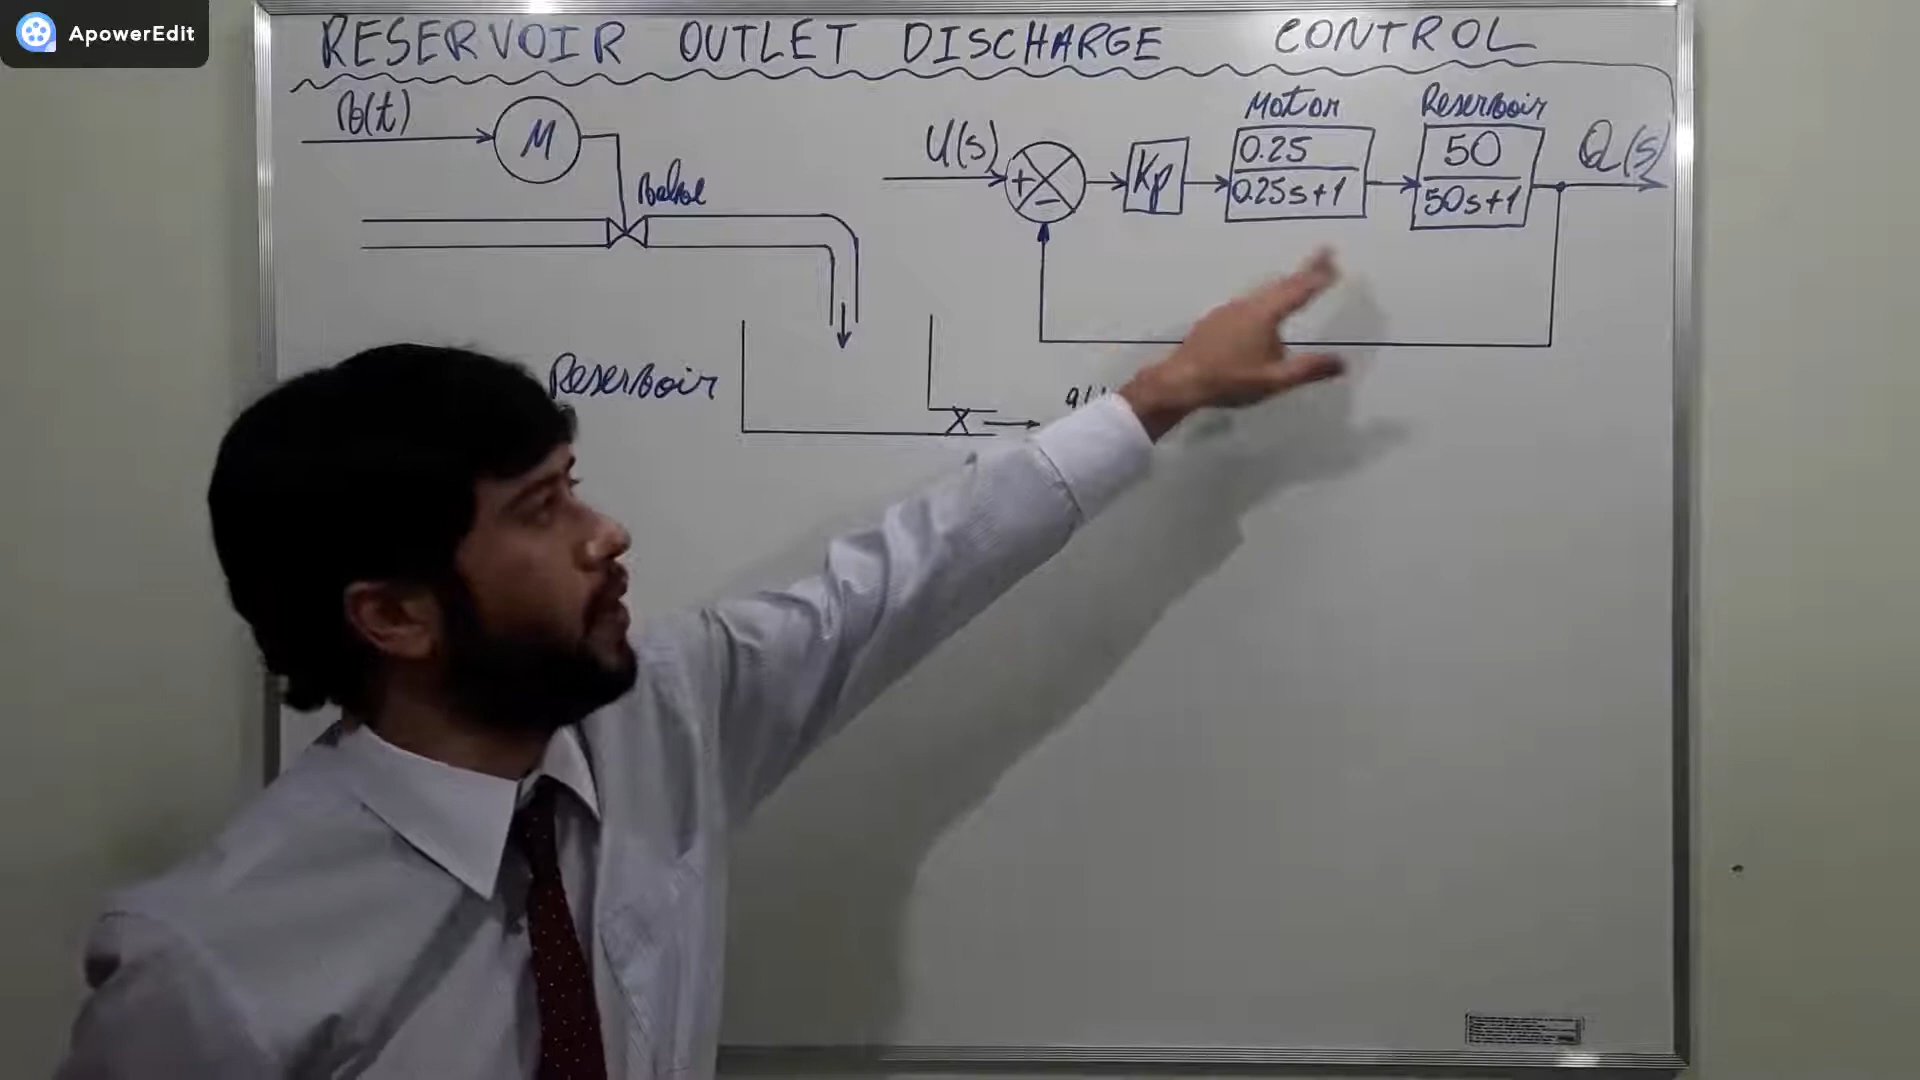 ApowerEdit
RESERVOIR OUTLET DISCHARGE CONTROL
M
Reservoir
U(s)
+
-
Kp
Motor
0.25
0.25s+1
Reservoir
50
50s+1
Q(s)